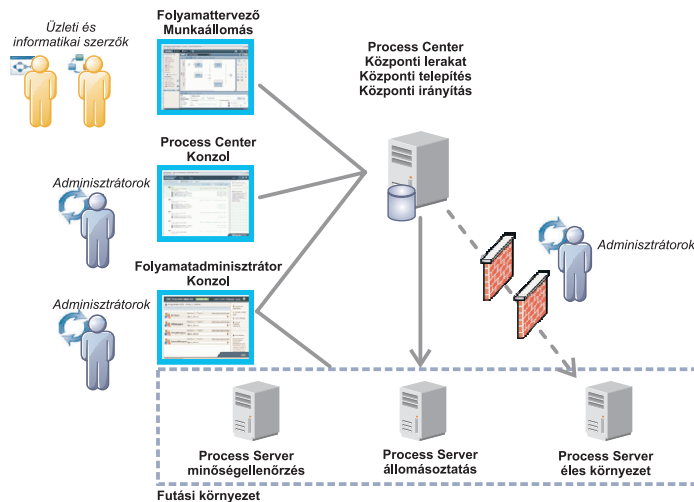 Üzleti és
informatikai szerzők
Folyamattervező
Munkaállomás
Process Center
Központi lerakat
Központi telepítés
Központi irányítás
Process Center
Konzol
Adminisztrátorok
Adminisztrátorok
Folyamatadminisztrátor
Konzol
Adminisztrátorok
Process Server
minőségellenőrzés
Process Server
állomásoztatás
Process Server
éles környezet
Futási környezet